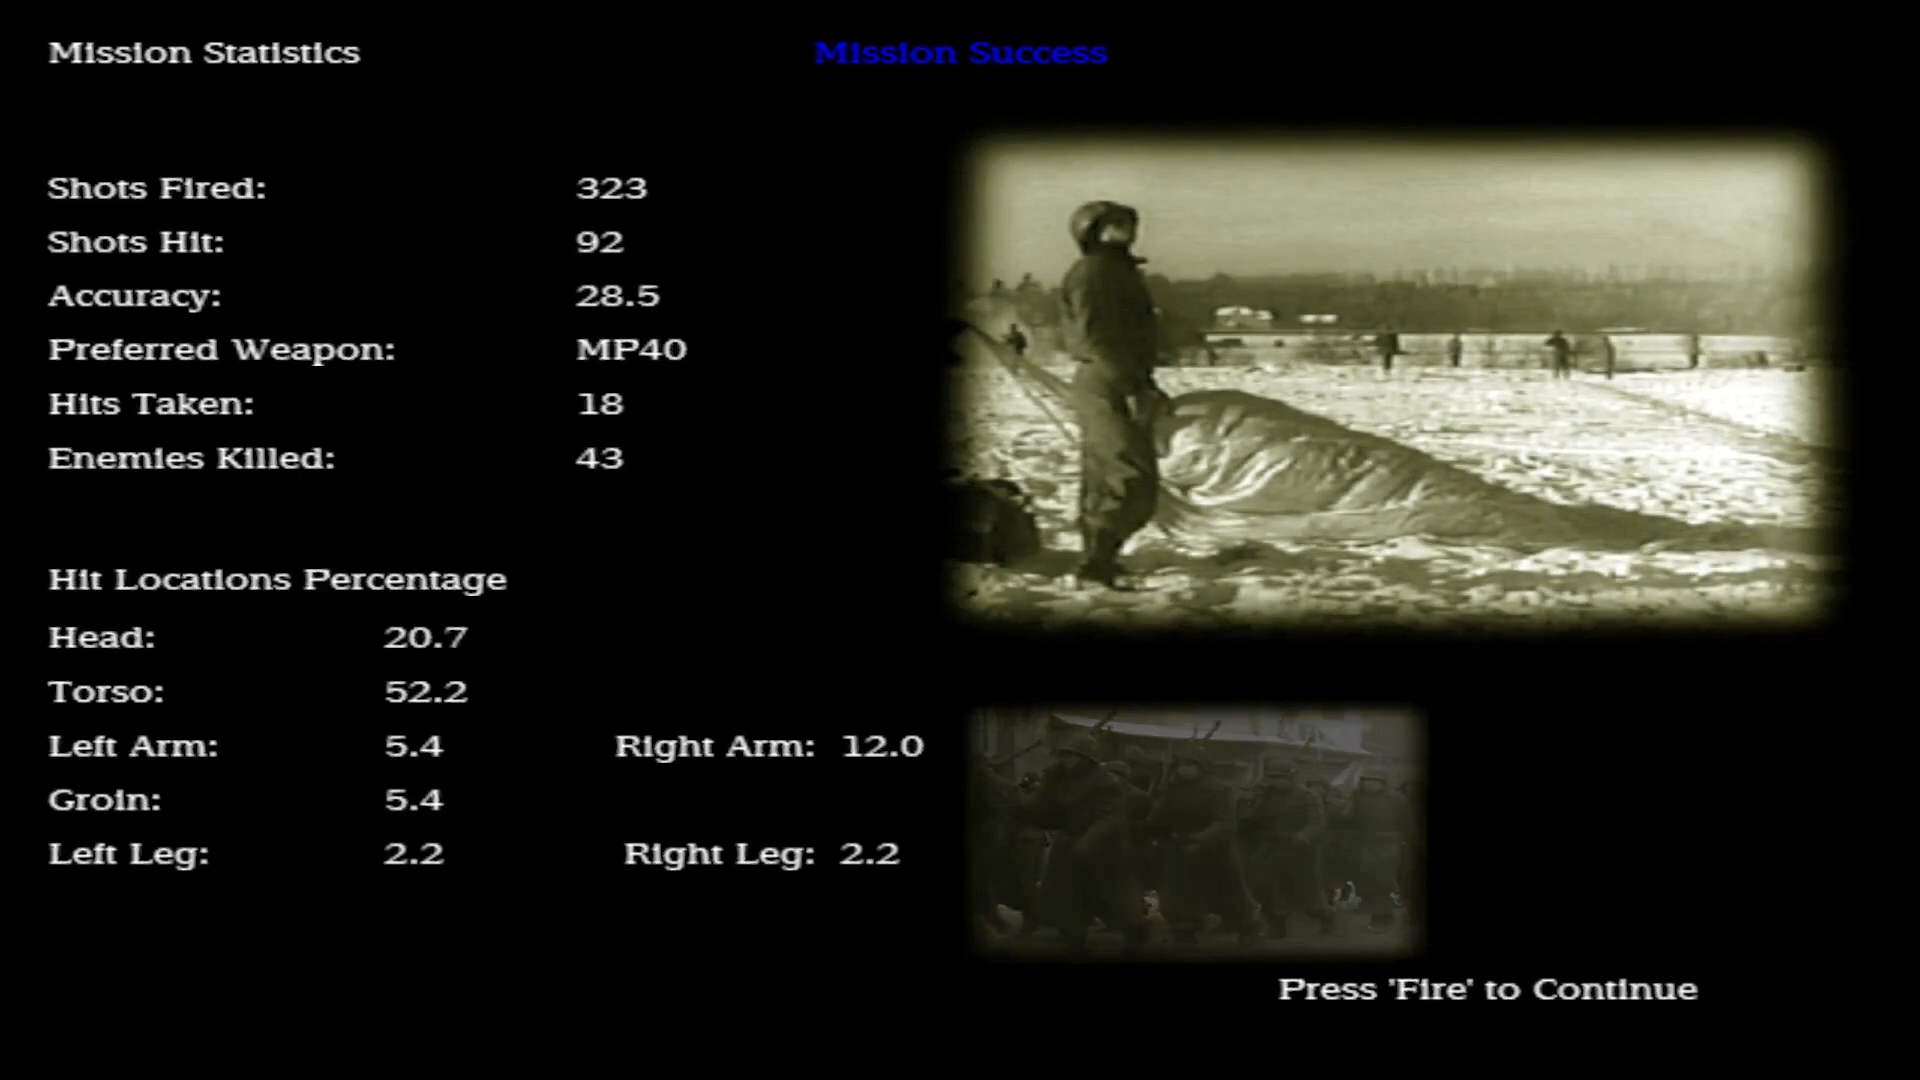 Mission Statistics
Mission Success
Shots Fired: 323
Shots Hit: 92
Accuracy: 28.5
Preferred Weapon: MP40
Hits Taken: 18
Enemies Killed: 43
Hit Locations Percentage
Head: 20.7
Torso: 52.2
Left Arm: 5.4 Right Arm: 12.0
Groin: 5.4
Left Leg: 2.2 Right Leg: 2.2
Press 'Fire' to Continue